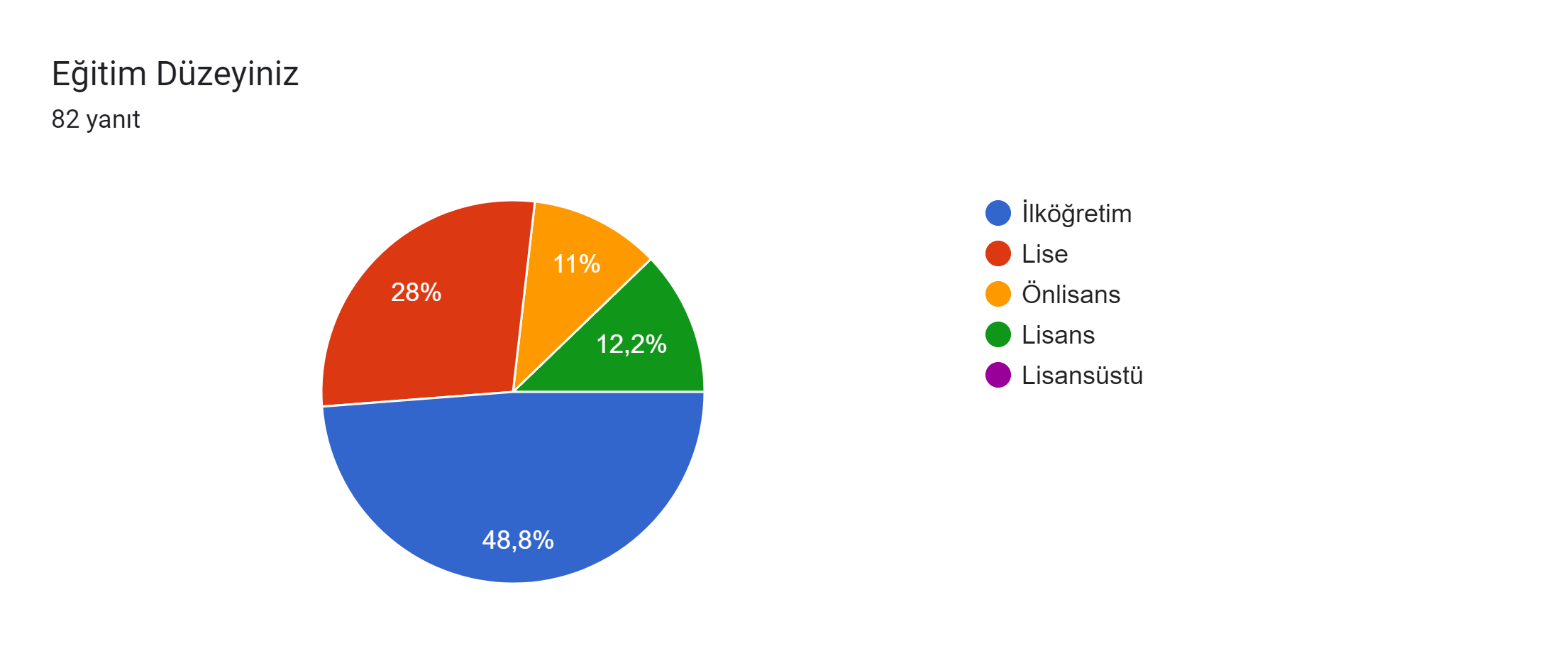 Eğitim Düzeyiniz
82 yanıt
11%
28%
12,2%
48,8%
İlköğretim
Lise
Önlisans
Lisans
Lisansüstü